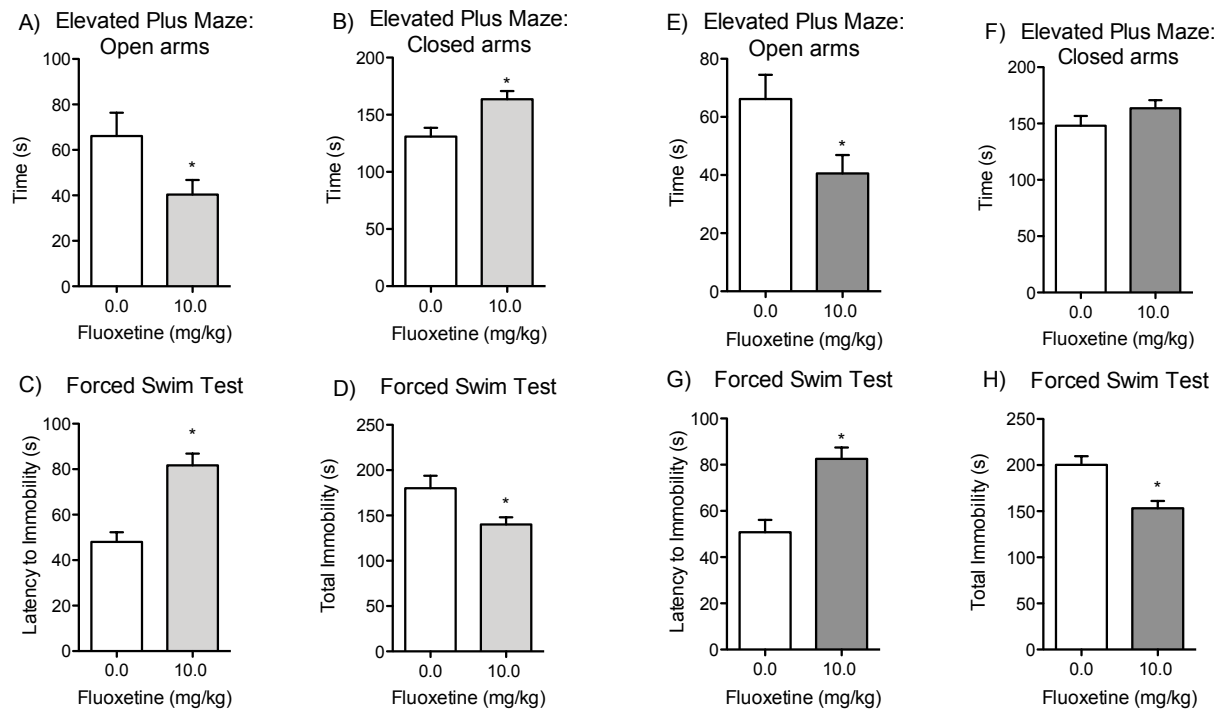 A) Elevated Plus Maze:
Open arms
Time (s)
100
80
60
40
20
0
*
0.0 10.0
Fluoxetine (mg/kg)
B) Elevated Plus Maze:
Closed arms
Time (s)
200
150
100
50
0
*
0.0 10.0
Fluoxetine (mg/kg)
E) Elevated Plus Maze:
Open arms
Time (s)
80
60
40
20
0
*
0.0 10.0
Fluoxetine (mg/kg)
F) Elevated Plus Maze:
Closed arms
Time (s)
200
150
100
50
0
0.0 10.0
Fluoxetine (mg/kg)
C) Forced Swim Test
Latency to Immobility (s)
100
80
60
40
20
0
*
0.0 10.0
Fluoxetine (mg/kg)
D) Forced Swim Test
Total Immobility (s)
250
200
150
100
50
0
*
0.0 10.0
Fluoxetine (mg/kg)
G) Forced Swim Test
Latency to Immobility (s)
100
80
60
40
20
0
*
0.0 10.0
Fluoxetine (mg/kg)
H) Forced Swim Test
Total Immobility (s)
250
200
150
100
50
0
*
0.0 10.0
Fluoxetine (mg/kg)